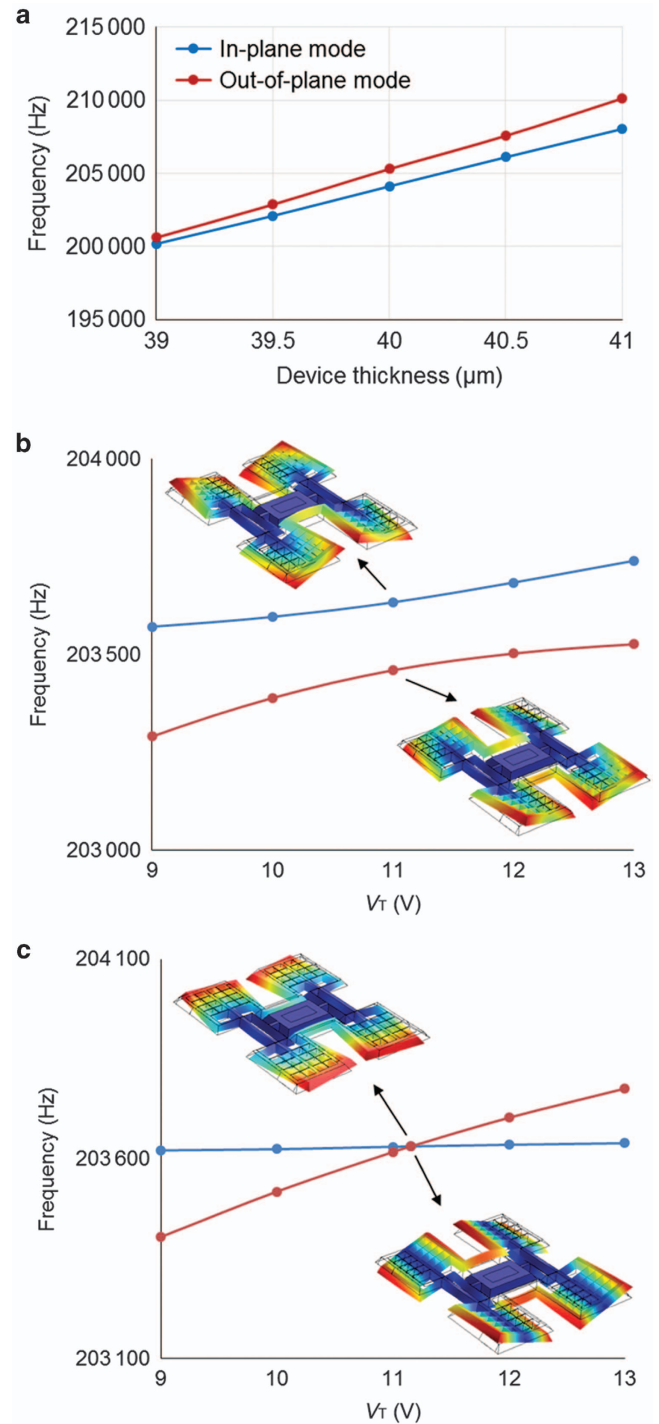 a
215 000
In-plane mode
Out-of-plane mode
210 000
205 000
200 000
195 000
Frequency (Hz)
39
39.5
40
40.5
41
Device thickness (µm)
b
204 000
203 500
203 000
Frequency (Hz)
9
10
11
12
13
VT (V)
c
204 100
203 600
203 100
Frequency (Hz)
9
10
11
12
13
VT (V)